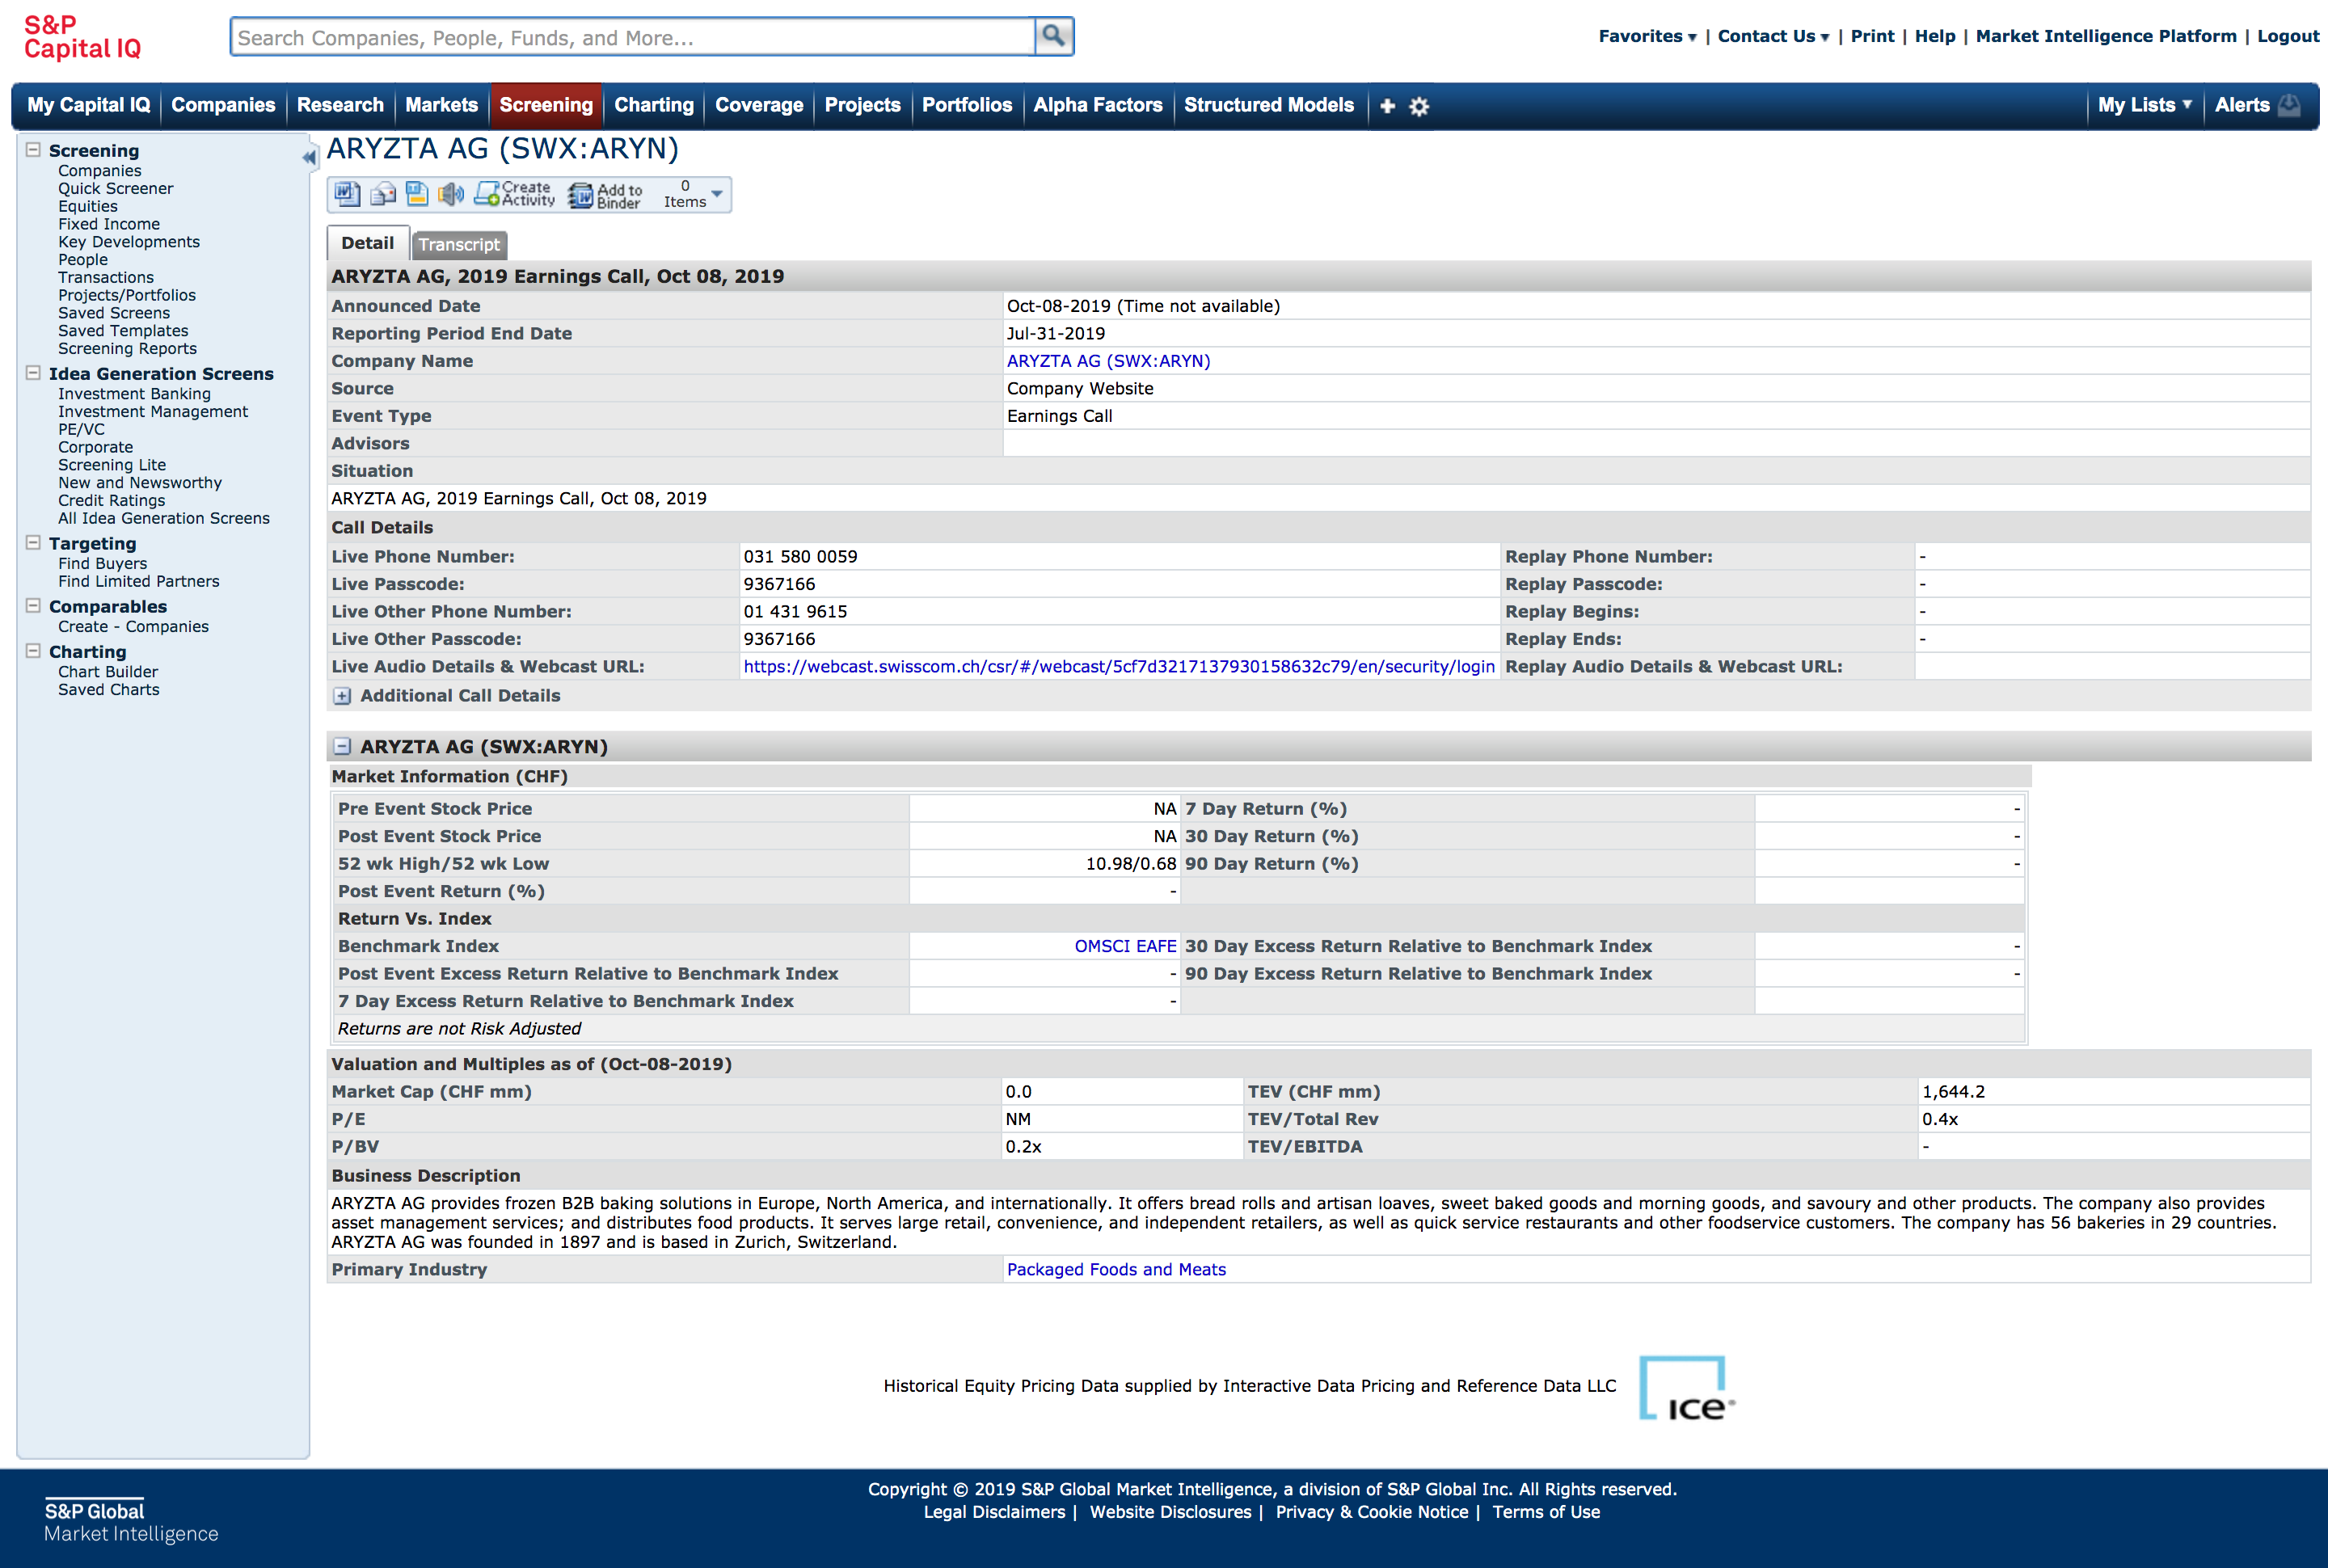 S&P
Capital IQ
Search Companies, People, Funds, and More...
Favorites | Contact Us | Print | Help | Market Intelligence Platform | Logout
My Capital IQ Companies Research Markets Screening Charting Coverage Projects Portfolios Alpha Factors Structured Models My Lists Alerts
Screening
Companies
Quick Screener
Equities
Fixed Income
Key Developments
People
Transactions
Projects/Portfolios
Saved Screens
Saved Templates
Screening Reports
Idea Generation Screens
Investment Banking
Investment Management
PE/VC
Corporate
Screening Lite
New and Newsworthy
Credit Ratings
All Idea Generation Screens
Targeting
Find Buyers
Find Limited Partners
Comparables
Create - Companies
Charting
Chart Builder
Saved Charts
ARYZTA AG (SWX:ARYN)
Create Activity Add to Binder 0 Items
Detail Transcript
ARYZTA AG, 2019 Earnings Call, Oct 08, 2019
Announced Date Oct-08-2019 (Time not available)
Reporting Period End Date Jul-31-2019
Company Name ARYZTA AG (SWX:ARYN)
Source Company Website
Event Type Earnings Call
Advisors
Situation
ARYZTA AG, 2019 Earnings Call, Oct 08, 2019
Call Details
Live Phone Number: 031 580 0059 Replay Phone Number: -
Live Passcode: 9367166 Replay Passcode: -
Live Other Phone Number: 01 431 9615 Replay Begins: -
Live Other Passcode: 9367166 Replay Ends: -
Live Audio Details & Webcast URL: https://webcast.swisscom.ch/csr/#/webcast/5cf7d3217137930158632c79/en/security/login Replay Audio Details & Webcast URL:
Additional Call Details
ARYZTA AG (SWX:ARYN)
Market Information (CHF)
Pre Event Stock Price NA 7 Day Return (%) -
Post Event Stock Price NA 30 Day Return (%) -
52 wk High/52 wk Low 10.98/0.68 90 Day Return (%) -
Post Event Return (%) -
Return Vs. Index
Benchmark Index OMSCI EAFE 30 Day Excess Return Relative to Benchmark Index -
Post Event Excess Return Relative to Benchmark Index - 90 Day Excess Return Relative to Benchmark Index -
7 Day Excess Return Relative to Benchmark Index -
Returns are not Risk Adjusted
Valuation and Multiples as of (Oct-08-2019)
Market Cap (CHF mm) 0.0 TEV (CHF mm) 1,644.2
P/E NM TEV/Total Rev 0.4x
P/BV 0.2x TEV/EBITDA -
Business Description
ARYZTA AG provides frozen B2B baking solutions in Europe, North America, and internationally. It offers bread rolls and artisan loaves, sweet baked goods and morning goods, and savoury and other products. The company also provides
asset management services; and distributes food products. It serves large retail, convenience, and independent retailers, as well as quick service restaurants and other foodservice customers. The company has 56 bakeries in 29 countries.
ARYZTA AG was founded in 1897 and is based in Zurich, Switzerland.
Primary Industry Packaged Foods and Meats
Historical Equity Pricing Data supplied by Interactive Data Pricing and Reference Data LLC
ice
Copyright © 2019 S&P Global Market Intelligence, a division of S&P Global Inc. All Rights reserved.
Legal Disclaimers | Website Disclosures | Privacy & Cookie Notice | Terms of Use
S&P Global
Market Intelligence